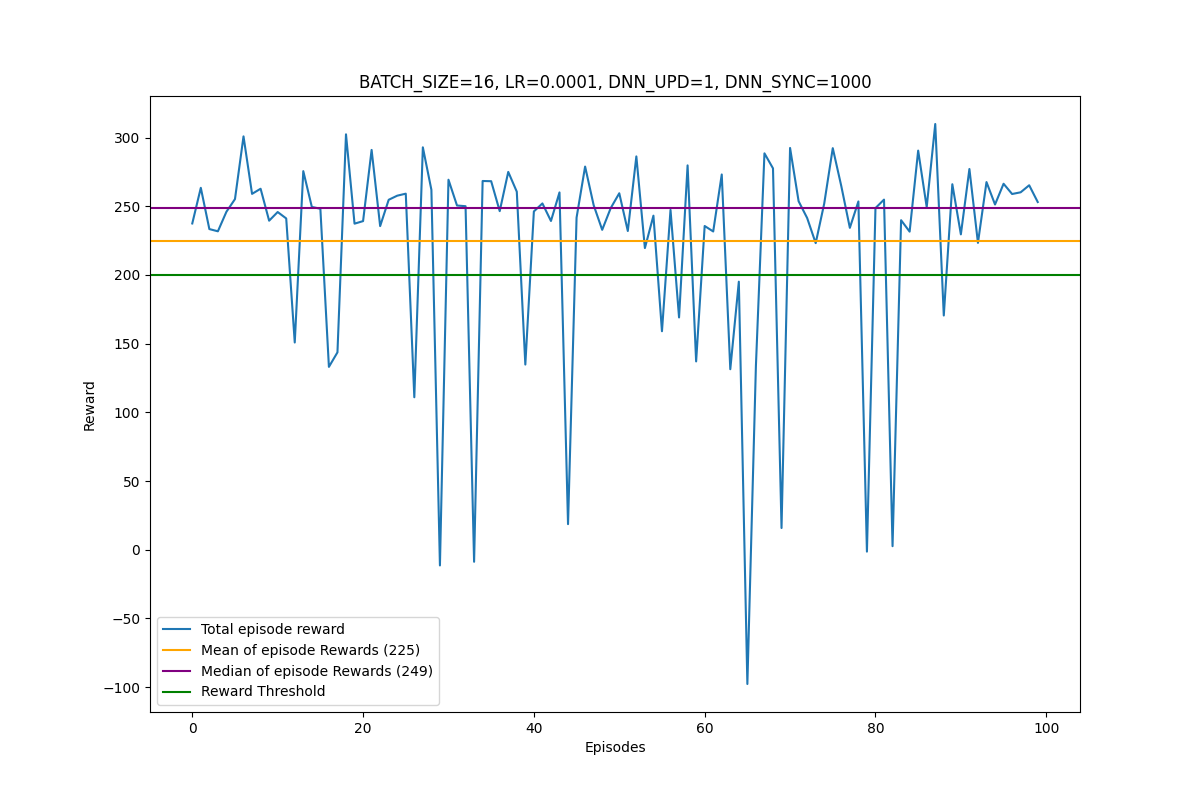 BATCH_SIZE=16, LR=0.0001, DNN_UPD=1, DNN_SYNC=1000
300
250
200
150
100
50
0
−50
−100
Reward
Total episode reward
Mean of episode Rewards (225)
Median of episode Rewards (249)
Reward Threshold
0 20 40 60 80 100
Episodes